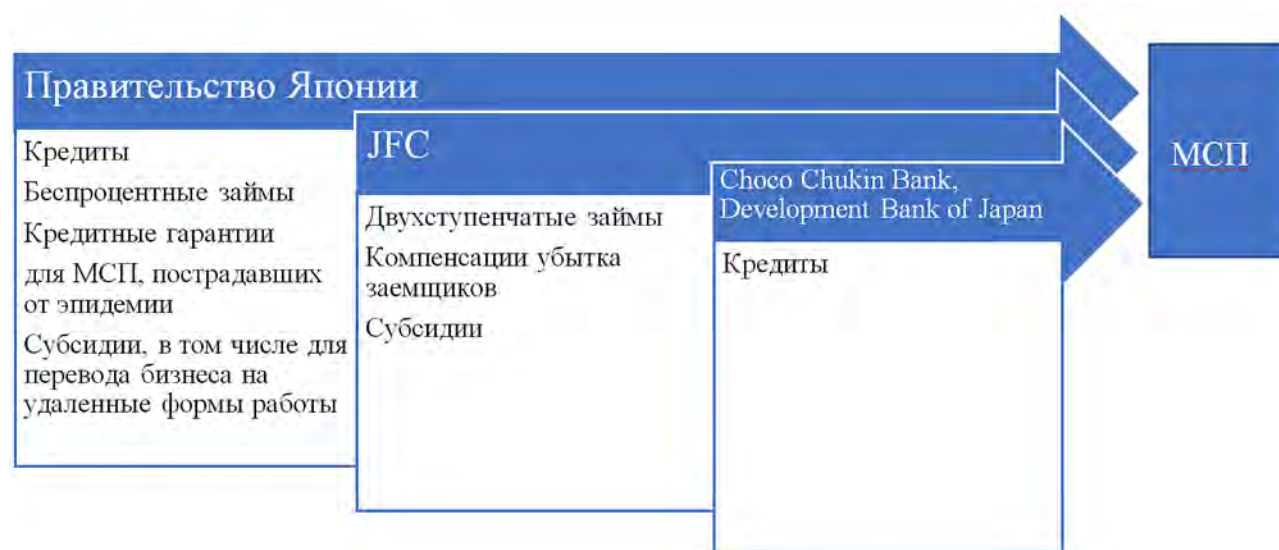 Правительство Японии
Кредиты
Беспроцентные займы
Кредитные гарантии
для МСП, пострадавших
от эпидемии
Субсидии, в том числе для
перевода бизнеса на
удаленные формы работы
JFC
Двухступенчатые займы
Компенсации убытка
заемщиков
Субсидии
Choco Chukin Bank,
Development Bank of Japan
Кредиты
МСП